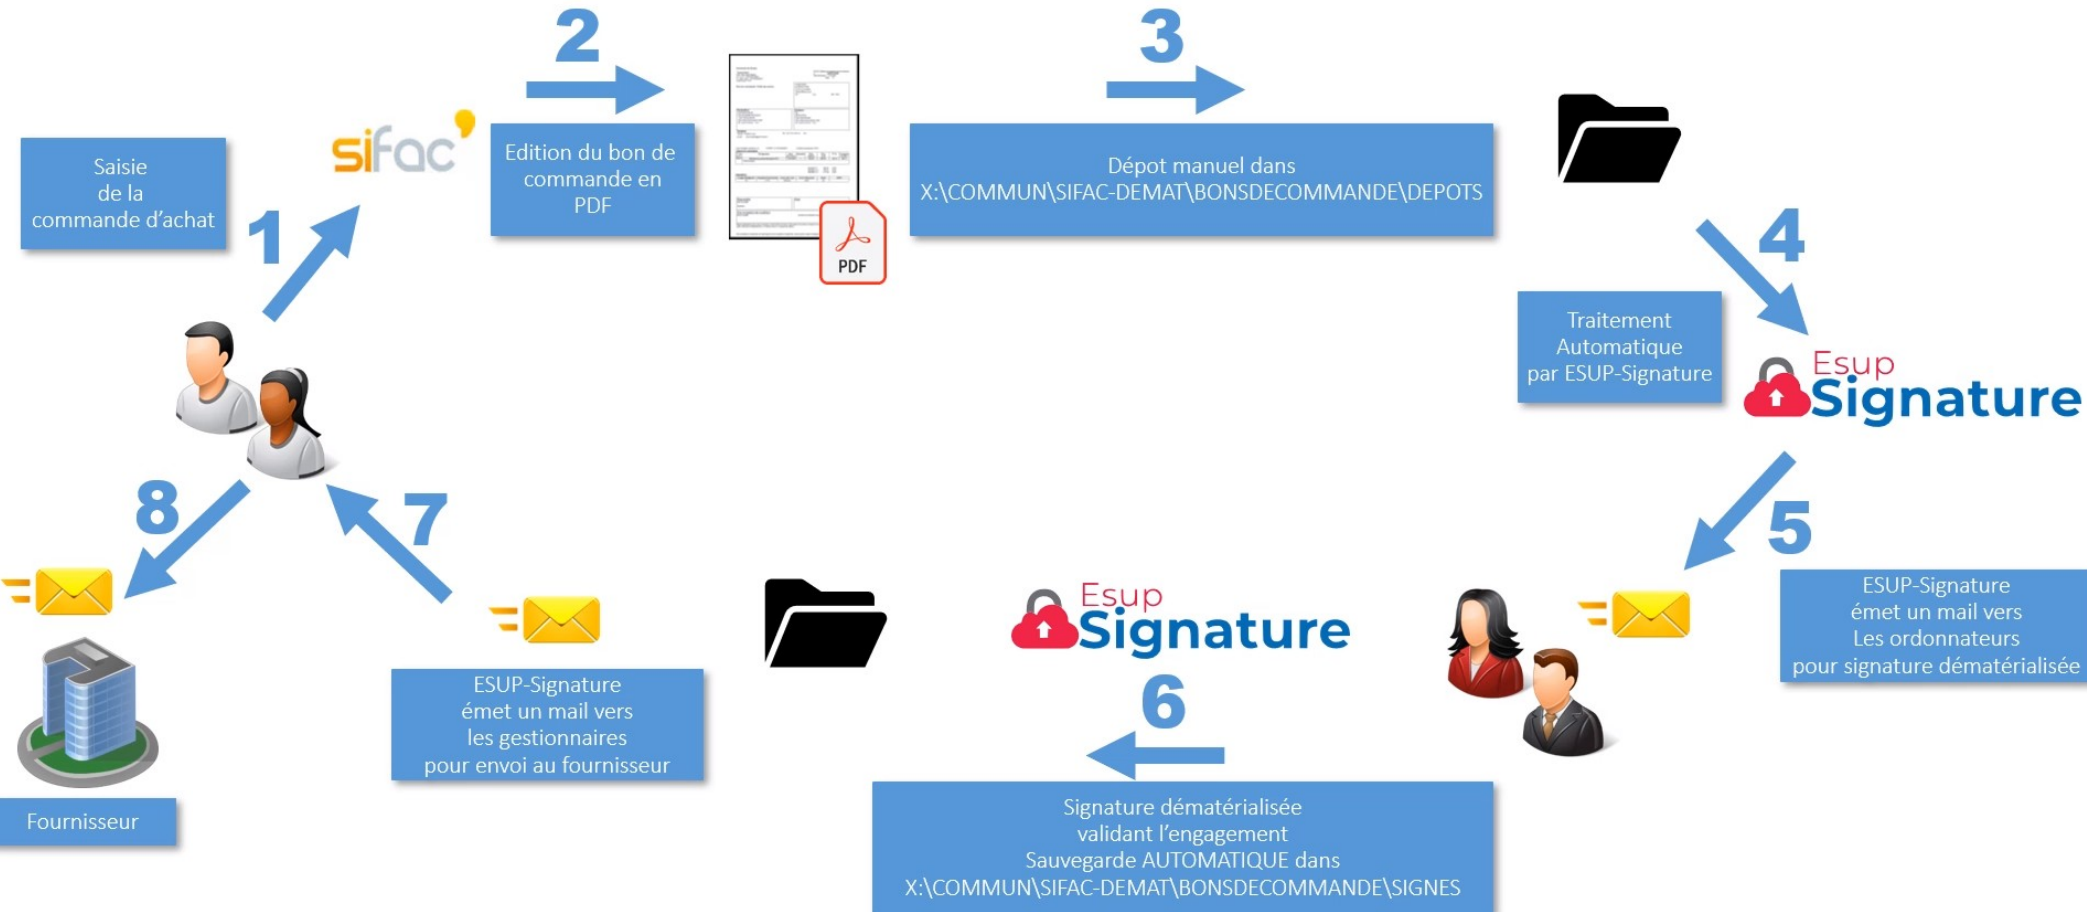 1
Saisie
de la
commande d'achat
sifac'
2
Edition du bon de
commande en
PDF
PDF
3
Dépot manuel dans
X:\COMMUN\SIFAC-DEMAT\BONSDECOMMANDE\DEPOTS
4
Traitement
Automatique
par ESUP-Signature
Esup
Signature
5
ESUP-Signature
émet un mail vers
Les ordonnateurs
pour signature dématérialisée
Esup
Signature
6
Signature dématérialisée
validant l'engagement
Sauvegarde AUTOMATIQUE dans
X:\COMMUN\SIFAC-DEMAT\BONSDECOMMANDE\SIGNES
7
ESUP-Signature
émet un mail vers
les gestionnaires
pour envoi au fournisseur
8
Fournisseur